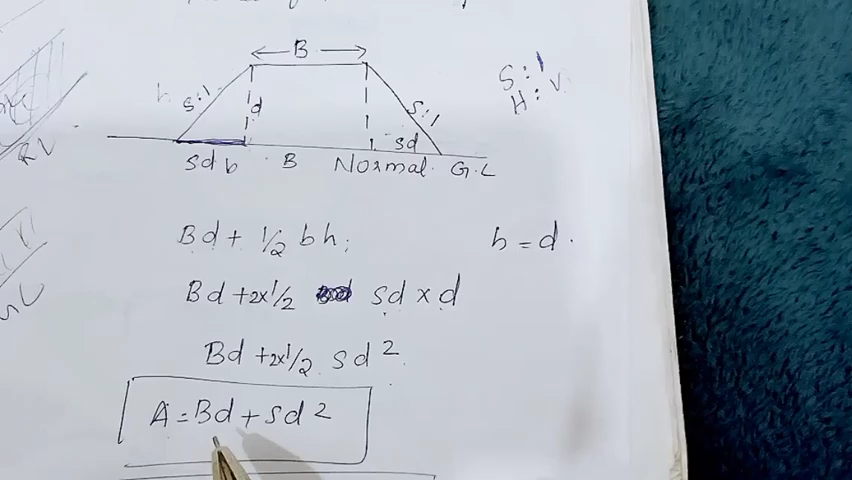 B
S:1
S:1
d
S:1
H:V
sd
sd b B Normal. G.L
Bd + 1/2 bh; h = d.
Bd + 2x1/2 sd x d
Bd + 2x1/2 sd 2
A = Bd + sd 2